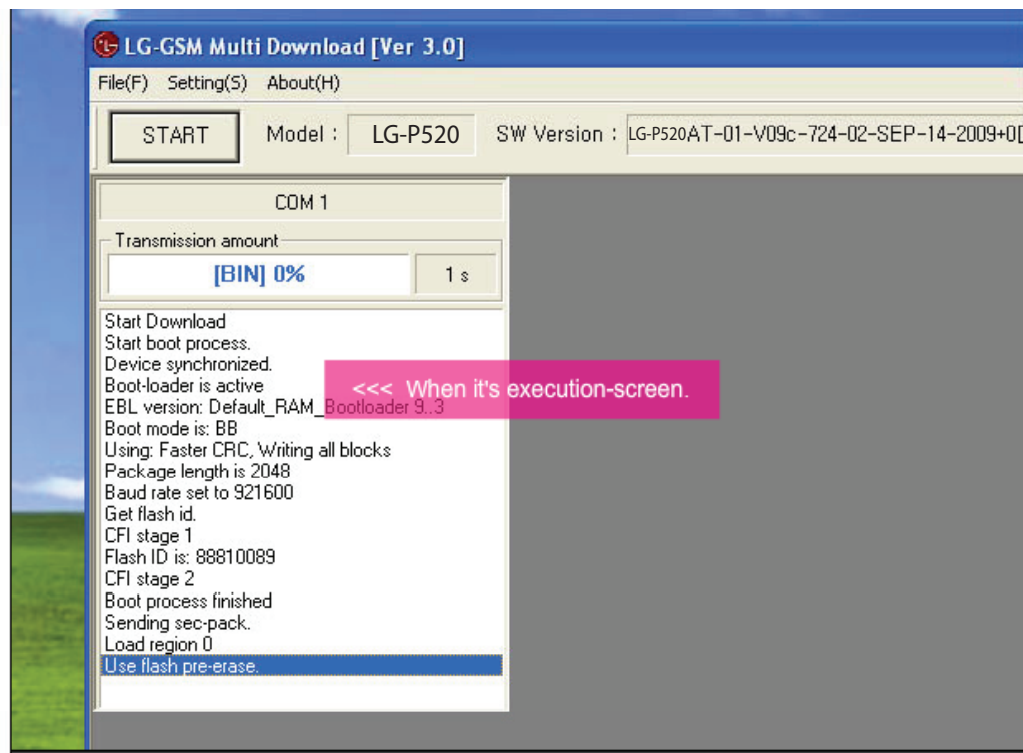 LG-GSM Multi Download [Ver 3.0]
File(F) Setting(S) About(H)
START Model : LG-P520 SW Version : LG-P520AT-01-V09c-724-02-SEP-14-2009+0
COM 1
Transmission amount
[BIN] 0% 1 s
Start Download
Start boot process.
Device synchronized.
Boot-loader is active
<<< When it's execution-screen.
EBL version: Default_RAM_Bootloader 9..3
Boot mode is: BB
Using: Faster CRC, Writing all blocks
Package length is 2048
Baud rate set to 921600
Get flash id.
CFI stage 1
Flash ID is: 88810089
CFI stage 2
Boot process finished
Sending sec-pack.
Load region 0
Use flash pre-erase.